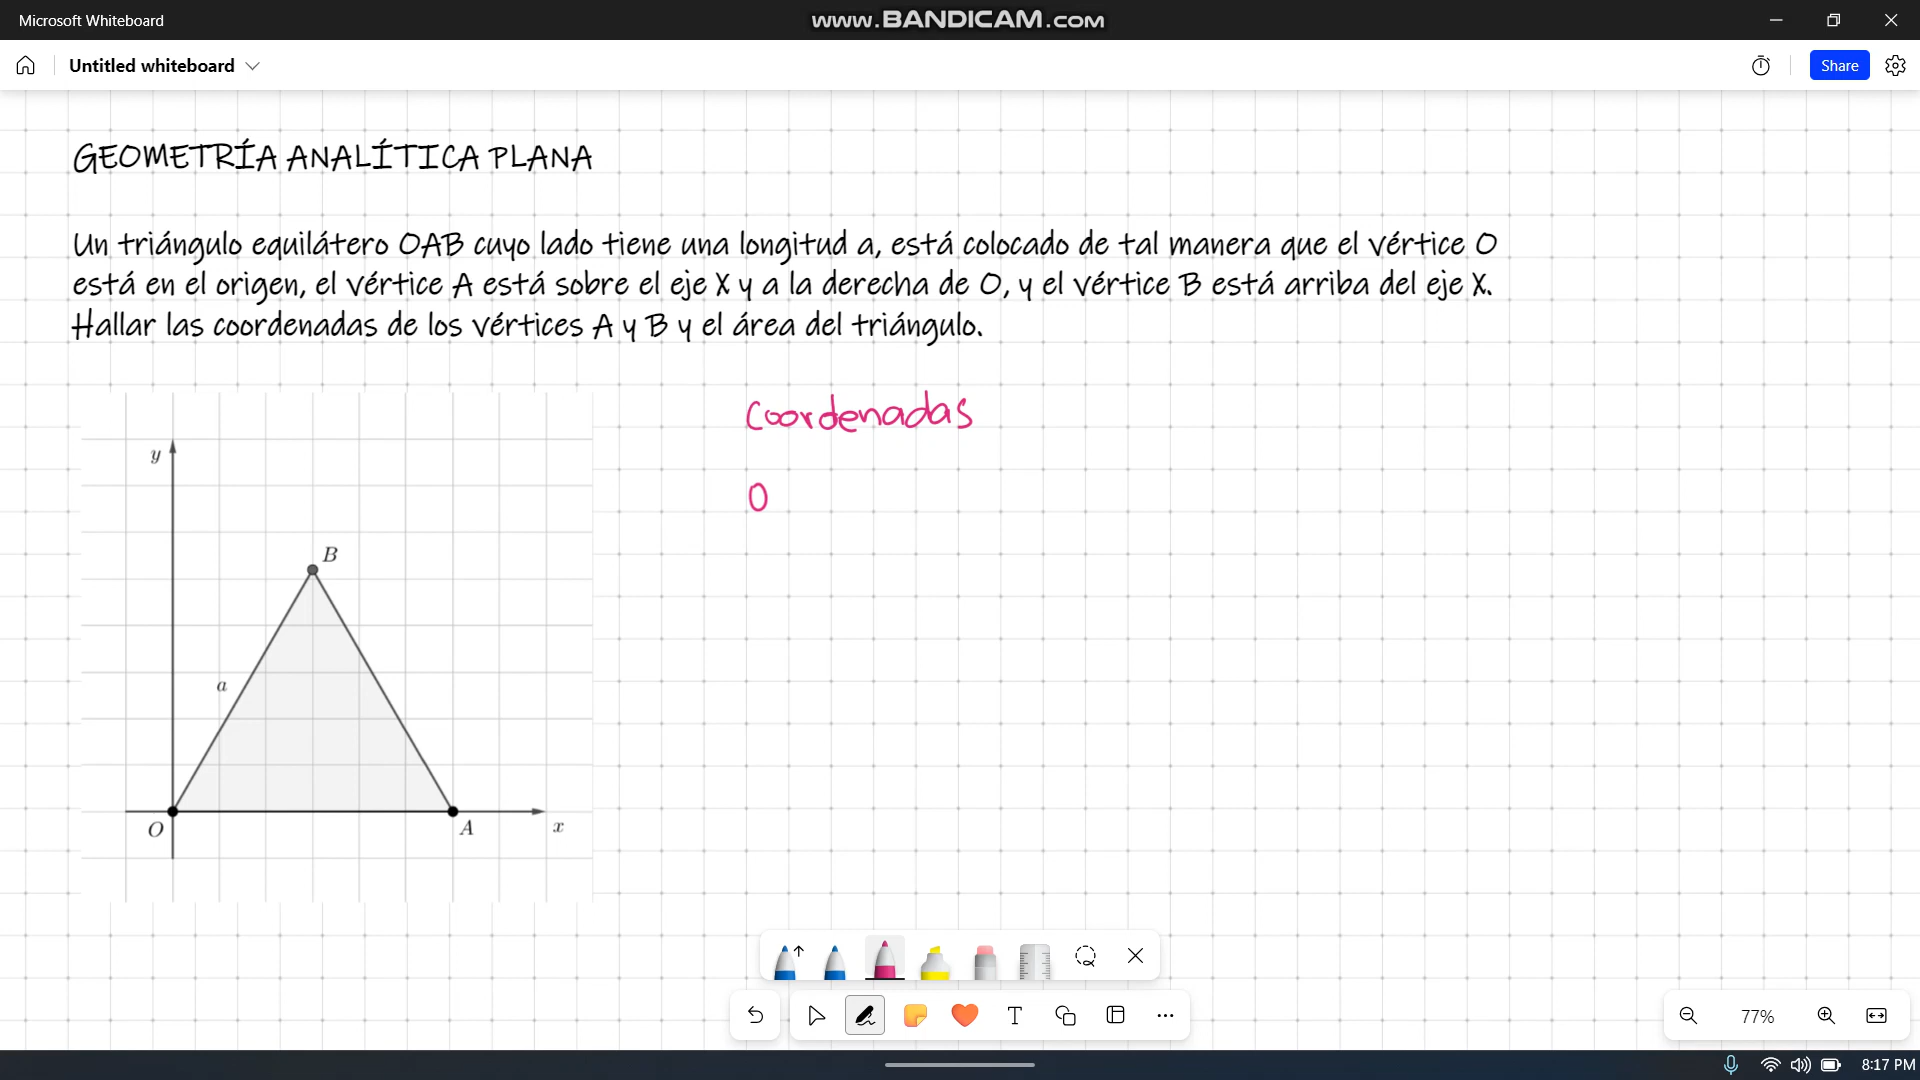 Microsoft Whiteboard
www.BANDICAM.com
Untitled whiteboard
Share
GEOMETRÍA ANALÍTICA PLANA
Un triángulo equilátero OAB cuyo lado tiene una longitud a, está colocado de tal manera que el vértice O
está en el origen, el vértice A está sobre el eje X y a la derecha de O, y el vértice B está arriba del eje X.
Hallar las coordenadas de los vértices A y B y el área del triángulo.
Coordenadas
O
y
B
a
O
A
x
77%
8:17 PM